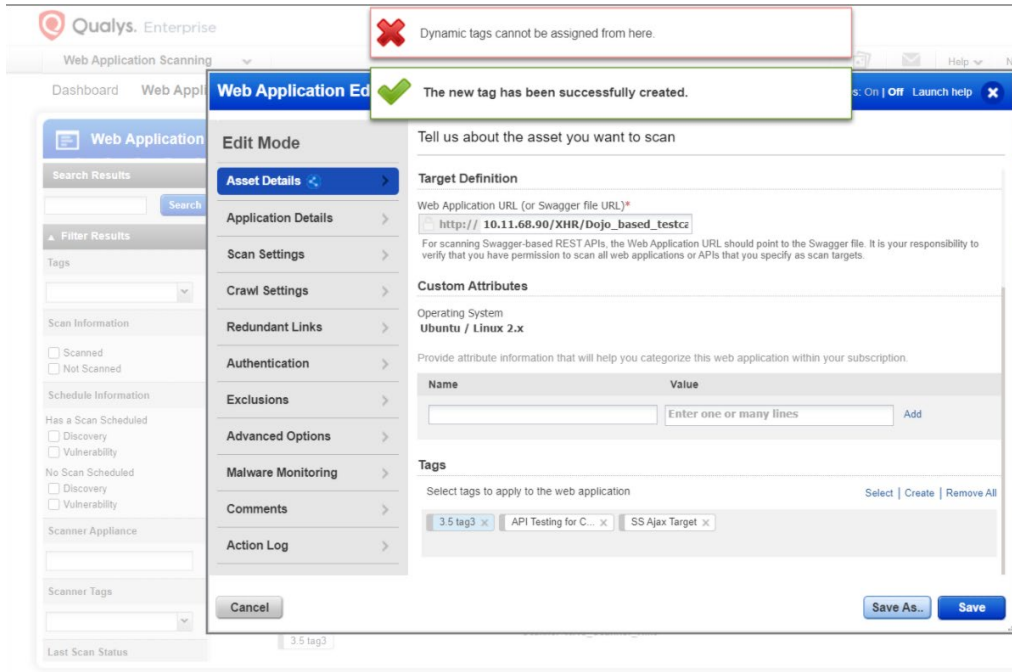 Qualys. Enterprise
Dynamic tags cannot be assigned from here.
Web Application Scanning
Help
Dashboard Web Appli
Web Application Ed
The new tag has been successfully created.
s: On | Off Launch help
Web Application
Edit Mode
Tell us about the asset you want to scan
Search Results
Asset Details
Target Definition
Search
Web Application URL (or Swagger file URL)*
Application Details
http:// 10.11.68.90/XHR/Dojo_based_testca
Filter Results
For scanning Swagger-based REST APIs, the Web Application URL should point to the Swagger file. It is your responsibility to
verify that you have permission to scan all web applications or APIs that you specify as scan targets.
Tags
Scan Settings
Crawl Settings
Custom Attributes
Operating System
Ubuntu / Linux 2.x
Scan Information
Redundant Links
Scanned
Not Scanned
Authentication
Provide attribute information that will help you categorize this web application within your subscription.
Name Value
Schedule Information
Exclusions
Enter one or many lines Add
Has a Scan Scheduled
Discovery
Vulnerability
Advanced Options
No Scan Scheduled
Discovery
Vulnerability
Malware Monitoring
Tags
Select tags to apply to the web application Select | Create | Remove All
Comments
3.5 tag3 API Testing for C... SS Ajax Target
Scanner Appliance
Action Log
Scanner Tags
Cancel Save As.. Save
3.5 tag3
Last Scan Status